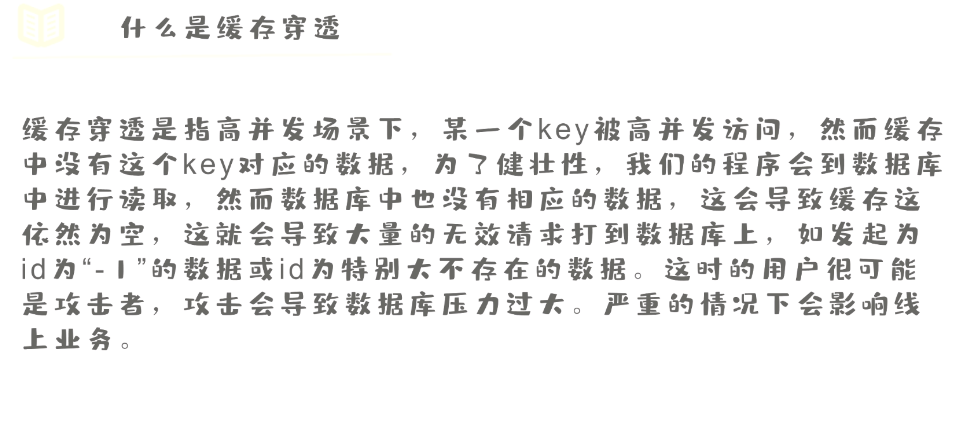 什么是缓存穿透
缓存穿透是指高并发场景下，某一个key被高并发访问，然而缓存
中没有这个key对应的数据，为了健壮性，我们的程序会到数据库
中进行读取，然而数据库中也没有相应的数据，这会导致缓存这
依然为空，这就会导致大量的无效请求打到数据库上，如发起为
id为“-1”的数据或id为特别大不存在的数据。这时的用户很可能
是攻击者，攻击会导致数据库压力过大。严重的情况下会影响线
上业务。